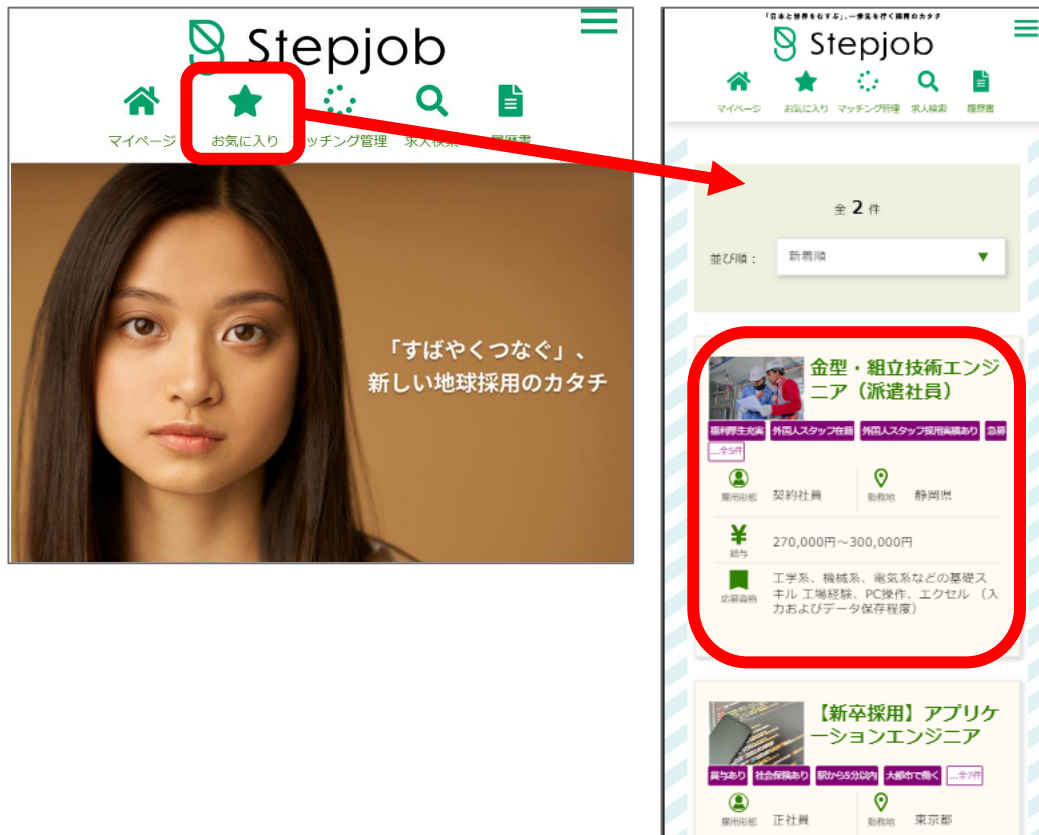 Stepjob
マイページ
お気に入り
マッチング管理
求人検索
履歴書
「すばやくつなぐ」、
新しい地球採用のカタチ
「日本と世界をむすぶ」、一歩先を行く採用のカタチ
Stepjob
マイページ
お気に入り
マッチング管理
求人検索
履歴書
全 2 件
並び順：
新着順
金型・組立技術エンジ
ニア（派遣社員）
福利厚生充実 外国人スタッフ在籍 外国人スタッフ採用実績あり 急募
...全5件
雇用形態 契約社員
勤務地 静岡県
給与 270,000円～300,000円
応募資格 工学系、機械系、電気系などの基礎ス
キル 工場経験、PC操作、エクセル （入
力およびデータ保存程度）
【新卒採用】アプリケ
ーションエンジニア
賞与あり 社会保険あり 駅から5分以内 大都市で働く ...全7件
雇用形態 正社員
勤務地 東京都